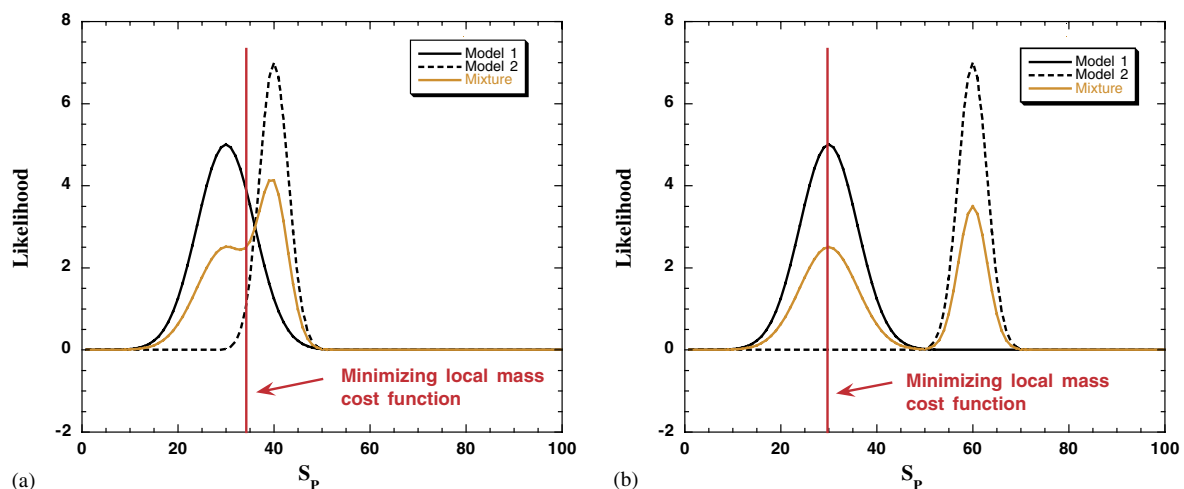 8
6
4
2
0
-2
Likelihood
Model 1
Model 2
Mixture
Minimizing local mass
cost function
0 20 40 60 80 100
S_P
(a)
8
6
4
2
0
-2
Likelihood
Model 1
Model 2
Mixture
Minimizing local mass
cost function
0 20 40 60 80 100
S_P
(b)